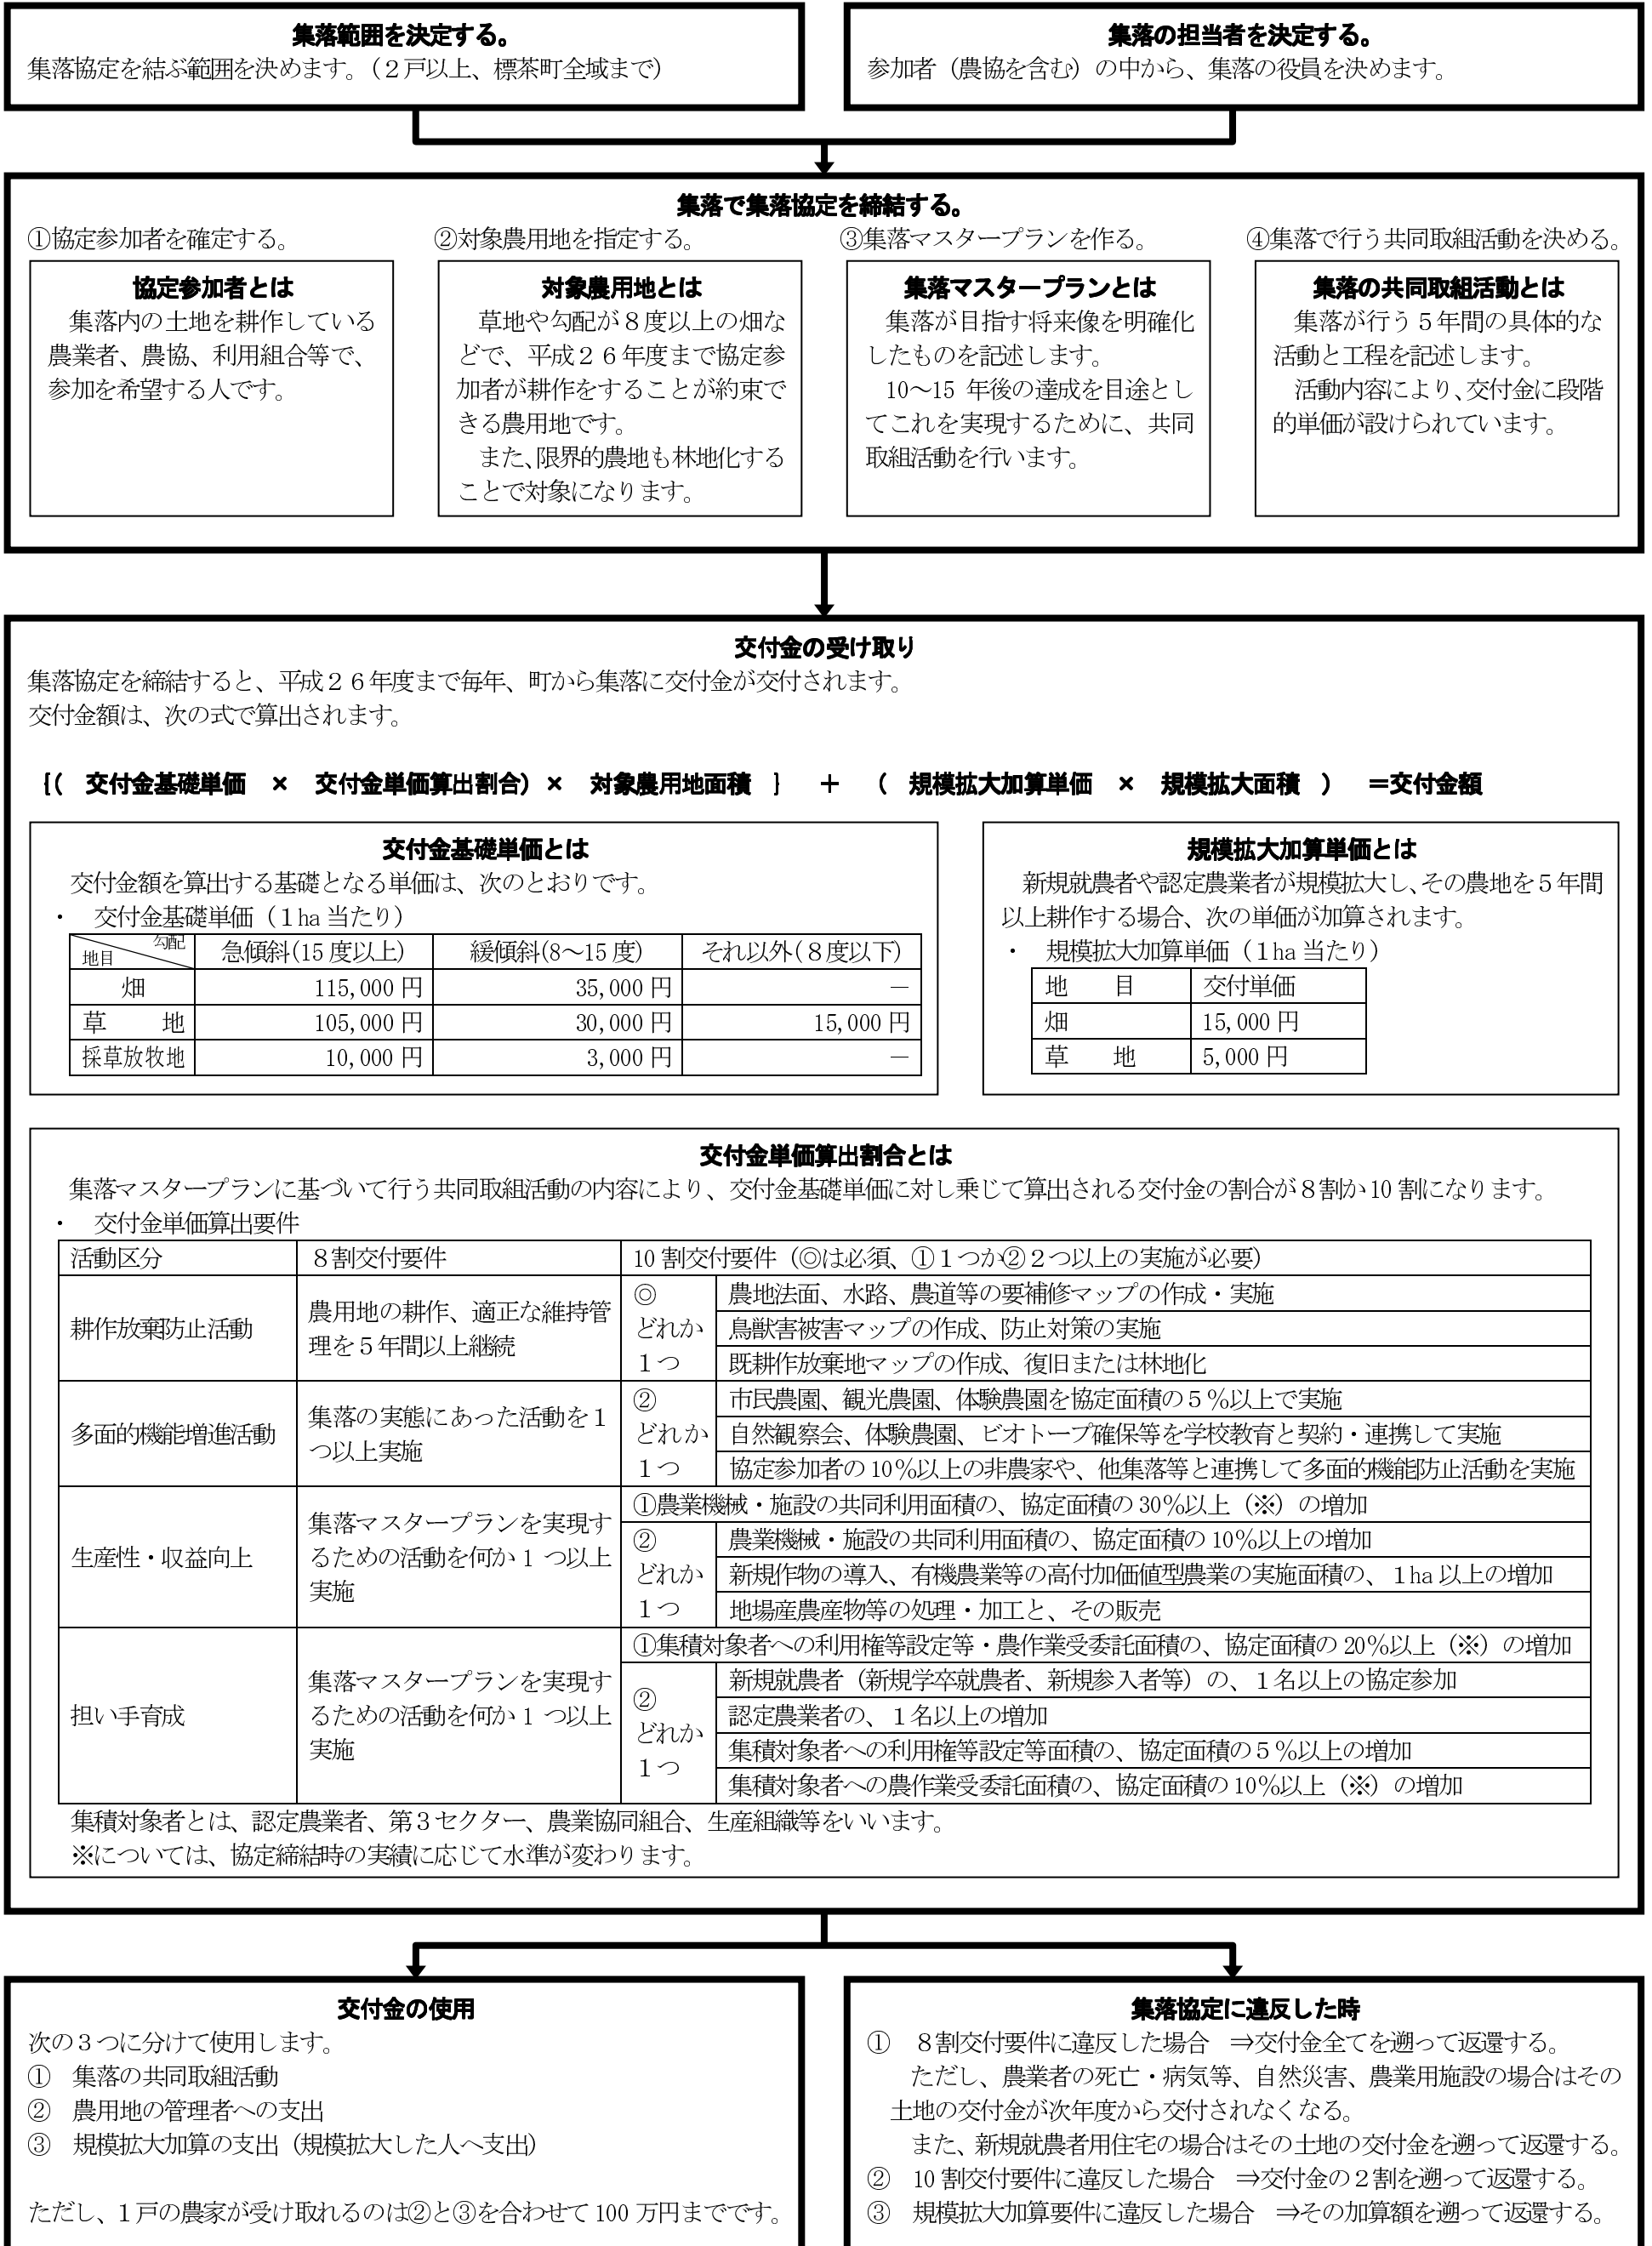 集落範囲を決定する。
集落協定を結ぶ範囲を決めます。（２戸以上、標茶町全域まで）
集落の担当者を決定する。
参加者（農協を含む）の中から、集落の役員を決めます。
集落で集落協定を締結する。
①協定参加者を確定する。
協定参加者とは
集落内の土地を耕作している
農業者、農協、利用組合等で、
参加を希望する人です。
②対象農用地を指定する。
対象農用地とは
草地や勾配が８度以上の畑な
どで、平成２６年度まで協定参
加者が耕作をすることが約束で
きる農用地です。
また、限界的農地も林地化する
ことで対象になります。
③集落マスタープランを作る。
集落マスタープランとは
集落が目指す将来像を明確化
したものを記述します。
10～15 年後の達成を目途とし
てこれを実現するために、共同
取組活動を行います。
④集落で行う共同取組活動を決める。
集落の共同取組活動とは
集落が行う５年間の具体的な
活動と工程を記述します。
活動内容により、交付金に段階
的単価が設けられています。
交付金の受け取り
集落協定を締結すると、平成２６年度まで毎年、町から集落に交付金が交付されます。
交付金額は、次の式で算出されます。
{(　交付金基礎単価　×　交付金単価算出割合）×　対象農用地面積　}　＋　（　規模拡大加算単価　×　規模拡大面積　）　＝交付金額
交付金基礎単価とは
交付金額を算出する基礎となる単価は、次のとおりです。
・　交付金基礎単価（１ha 当たり）
勾配
地目　急傾斜(15 度以上)　緩傾斜(8～15 度)　それ以外(８度以下)
畑　115,000 円　35,000 円　－
草　地　105,000 円　30,000 円　15,000 円
採草放牧地　10,000 円　3,000 円　－
規模拡大加算単価とは
新規就農者や認定農業者が規模拡大し、その農地を５年間
以上耕作する場合、次の単価が加算されます。
・　規模拡大加算単価（１ha 当たり）
地　目　交付単価
畑　15,000 円
草　地　5,000 円
交付金単価算出割合とは
集落マスタープランに基づいて行う共同取組活動の内容により、交付金基礎単価に対し乗じて算出される交付金の割合が８割か 10 割になります。
・　交付金単価算出要件
活動区分　８割交付要件　10 割交付要件（◎は必須、①１つか②２つ以上の実施が必要）
耕作放棄防止活動
農用地の耕作、適正な維持管
理を５年間以上継続
◎
どれか
１つ
農地法面、水路、農道等の要補修マップの作成・実施
鳥獣害被害マップの作成、防止対策の実施
既耕作放棄地マップの作成、復旧または林地化
多面的機能増進活動
集落の実態にあった活動を１
つ以上実施
②
どれか
１つ
市民農園、観光農園、体験農園を協定面積の５％以上で実施
自然観察会、体験農園、ビオトープ確保等を学校教育と契約・連携して実施
協定参加者の 10％以上の非農家や、他集落等と連携して多面的機能防止活動を実施
生産性・収益向上
集落マスタープランを実現す
るための活動を何か 1 つ以上
実施
①農業機械・施設の共同利用面積の、協定面積の 30％以上（※）の増加
②
どれか
１つ
農業機械・施設の共同利用面積の、協定面積の 10％以上の増加
新規作物の導入、有機農業等の高付加価値型農業の実施面積の、１ha 以上の増加
地場産農産物等の処理・加工と、その販売
担い手育成
集落マスタープランを実現す
るための活動を何か 1 つ以上
実施
①集積対象者への利用権等設定等・農作業受委託面積の、協定面積の 20％以上（※）の増加
②
どれか
１つ
新規就農者（新規学卒就農者、新規参入者等）の、１名以上の協定参加
認定農業者の、１名以上の増加
集積対象者への利用権等設定等面積の、協定面積の５％以上の増加
集積対象者への農作業受委託面積の、協定面積の 10％以上（※）の増加
集積対象者とは、認定農業者、第３セクター、農業協同組合、生産組織等をいいます。
※については、協定締結時の実績に応じて水準が変わります。
交付金の使用
次の３つに分けて使用します。
①　集落の共同取組活動
②　農用地の管理者への支出
③　規模拡大加算の支出（規模拡大した人へ支出）
ただし、１戸の農家が受け取れるのは②と③を合わせて 100 万円までです。
集落協定に違反した時
①　８割交付要件に違反した場合　⇒交付金全てを遡って返還する。
ただし、農業者の死亡・病気等、自然災害、農業用施設の場合はその
土地の交付金が次年度から交付されなくなる。
また、新規就農者用住宅の場合はその土地の交付金を遡って返還する。
②　10 割交付要件に違反した場合　⇒交付金の２割を遡って返還する。
③　規模拡大加算要件に違反した場合　⇒その加算額を遡って返還する。